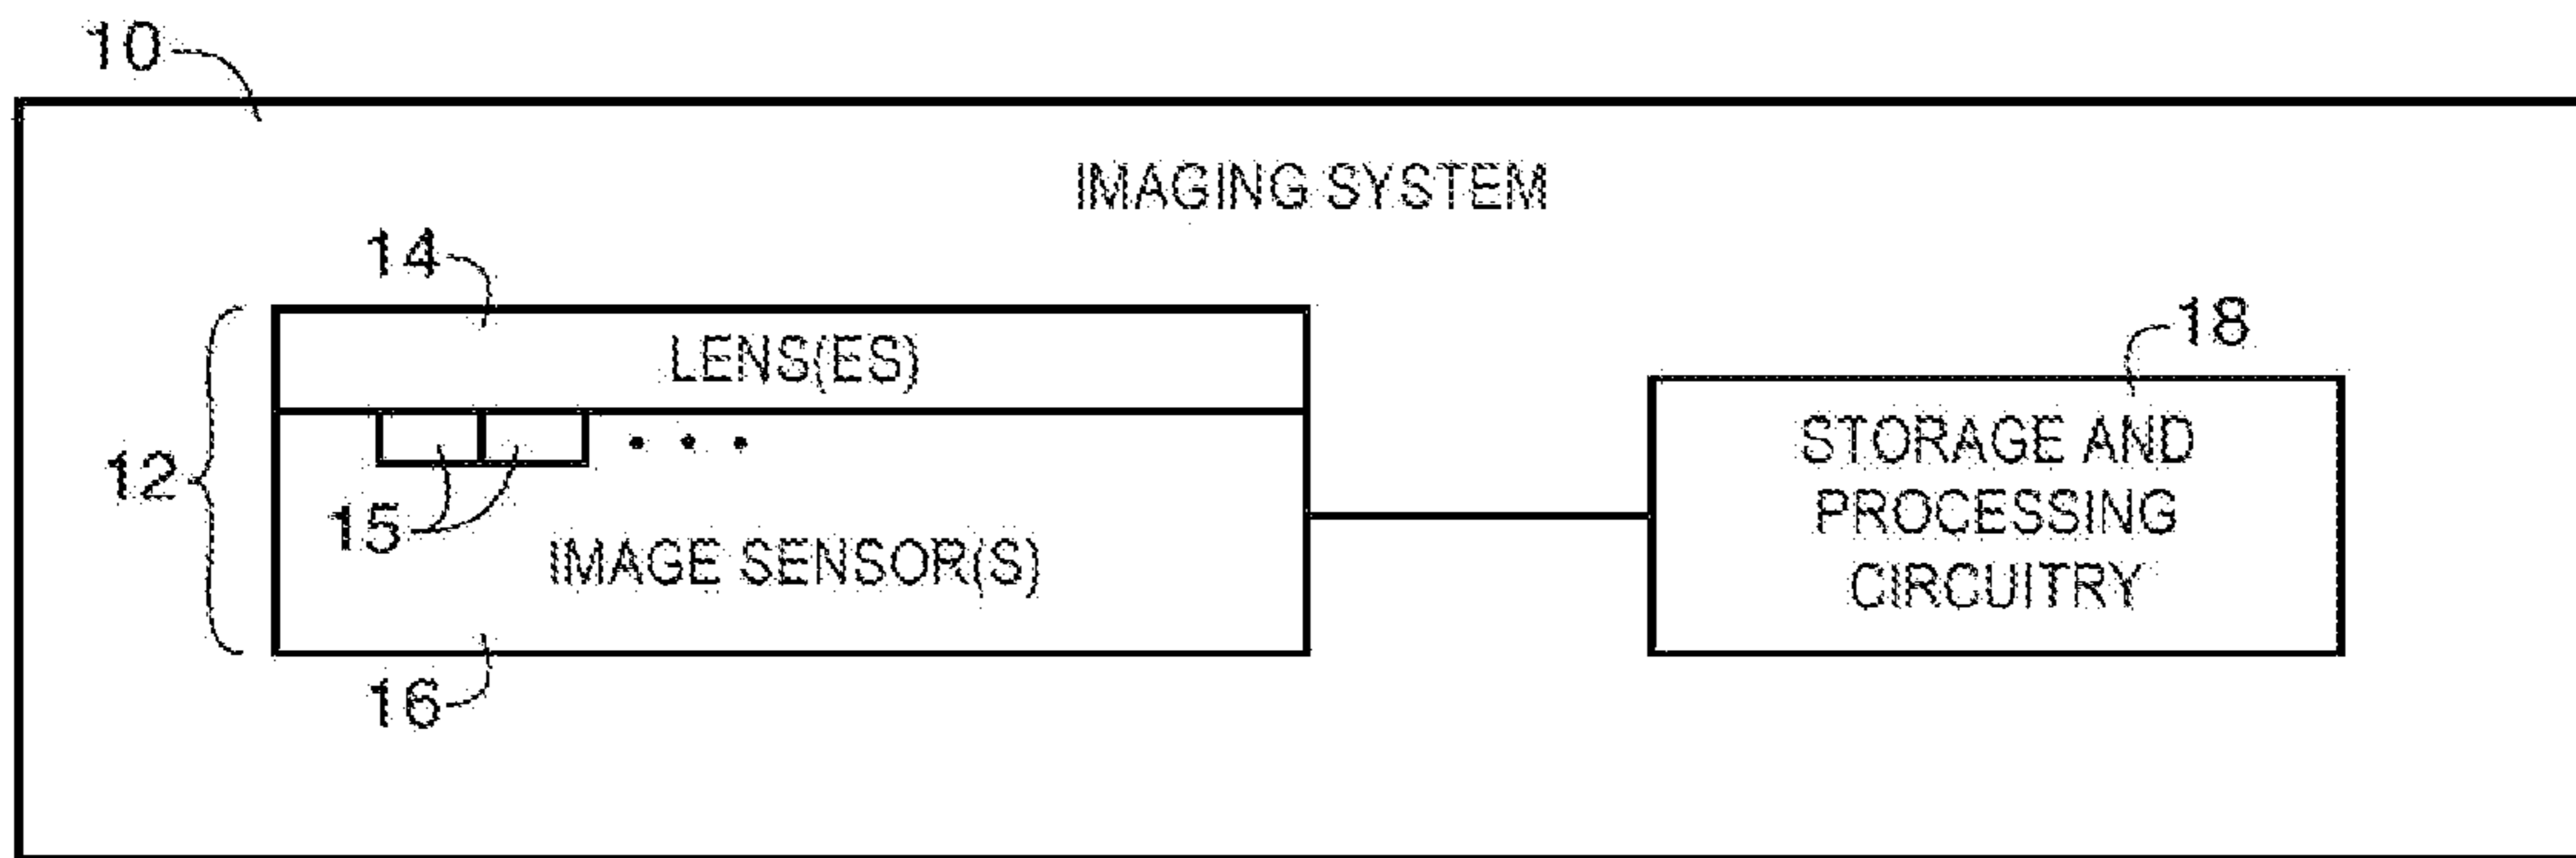 10
IMAGING SYSTEM
14
LENS(ES)
18
12
15
• • •
IMAGE SENSOR(S)
STORAGE AND
PROCESSING
CIRCUITRY
16